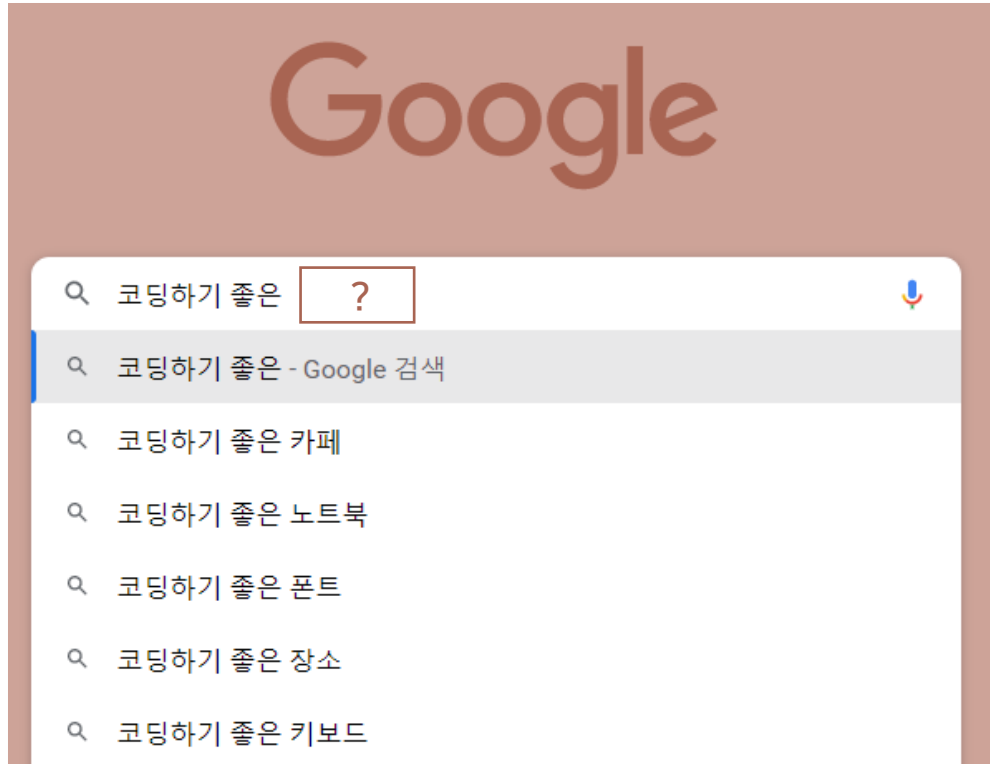 Google
코딩하기 좋은 ?
코딩하기 좋은 - Google 검색
코딩하기 좋은 카페
코딩하기 좋은 노트북
코딩하기 좋은 폰트
코딩하기 좋은 장소
코딩하기 좋은 키보드